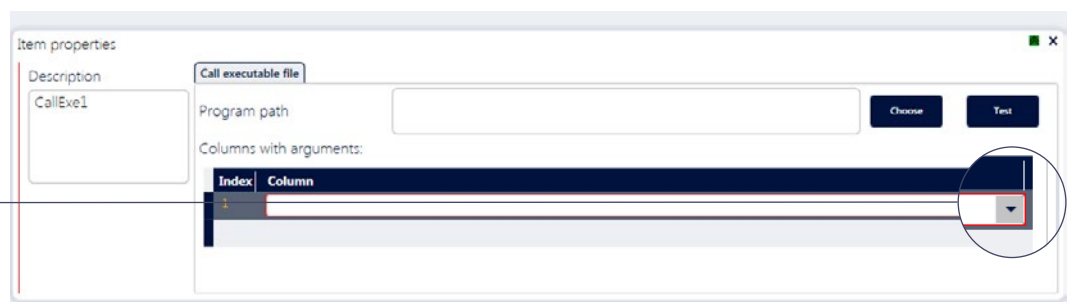 Item properties
Description
CallExe1
Call executable file
Program path
Choose
Test
Columns with arguments:
Index Column
1